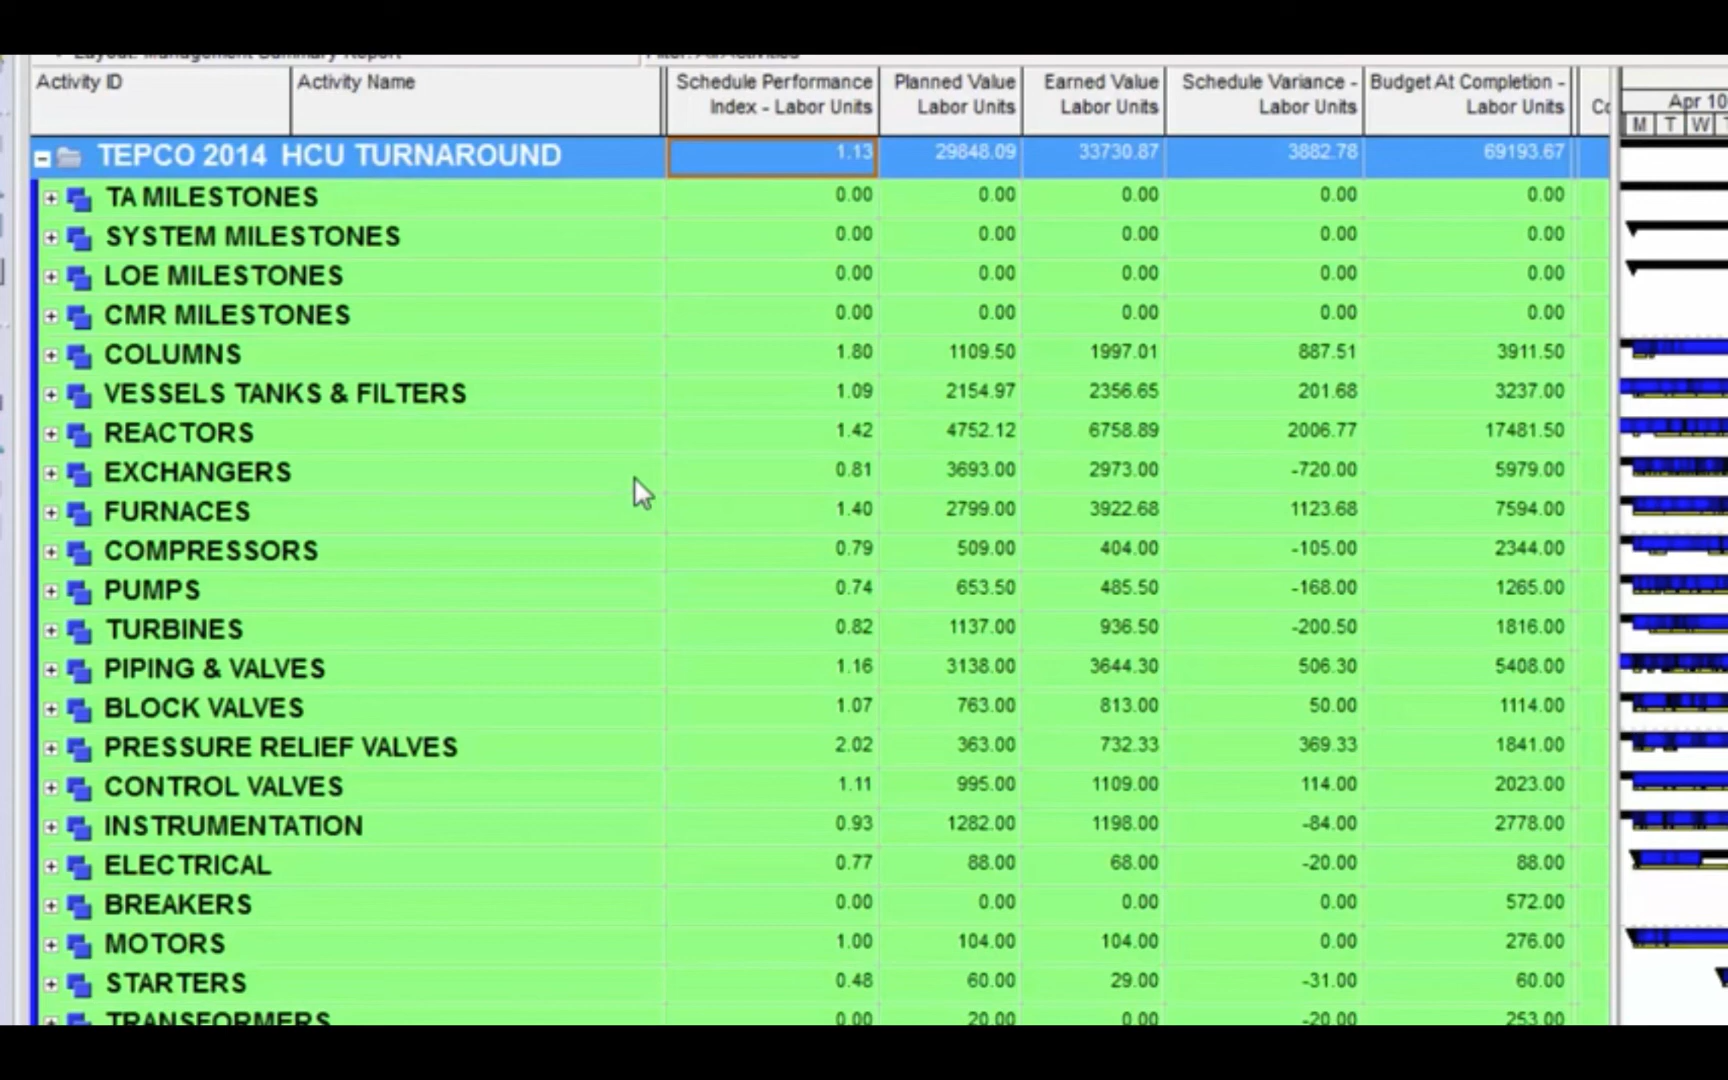 Layout: Management Summary Report Filter: All Activities
Activity ID Activity Name Schedule Performance Index - Labor Units Planned Value Labor Units Earned Value Labor Units Schedule Variance - Labor Units Budget At Completion - Labor Units Apr 10
M T W
TEPCO 2014 HCU TURNAROUND 1.13 29848.09 33730.87 3882.78 69193.67
TA MILESTONES 0.00 0.00 0.00 0.00 0.00
SYSTEM MILESTONES 0.00 0.00 0.00 0.00 0.00
LOE MILESTONES 0.00 0.00 0.00 0.00 0.00
CMR MILESTONES 0.00 0.00 0.00 0.00 0.00
COLUMNS 1.80 1109.50 1997.01 887.51 3911.50
VESSELS TANKS & FILTERS 1.09 2154.97 2356.65 201.68 3237.00
REACTORS 1.42 4752.12 6758.89 2006.77 17481.50
EXCHANGERS 0.81 3693.00 2973.00 -720.00 5979.00
FURNACES 1.40 2799.00 3922.68 1123.68 7594.00
COMPRESSORS 0.79 509.00 404.00 -105.00 2344.00
PUMPS 0.74 653.50 485.50 -168.00 1265.00
TURBINES 0.82 1137.00 936.50 -200.50 1816.00
PIPING & VALVES 1.16 3138.00 3644.30 506.30 5408.00
BLOCK VALVES 1.07 763.00 813.00 50.00 1114.00
PRESSURE RELIEF VALVES 2.02 363.00 732.33 369.33 1841.00
CONTROL VALVES 1.11 995.00 1109.00 114.00 2023.00
INSTRUMENTATION 0.93 1282.00 1198.00 -84.00 2778.00
ELECTRICAL 0.77 88.00 68.00 -20.00 88.00
BREAKERS 0.00 0.00 0.00 0.00 572.00
MOTORS 1.00 104.00 104.00 0.00 276.00
STARTERS 0.48 60.00 29.00 -31.00 60.00
TRANSFORMERS 0.00 20.00 0.00 -20.00 253.00